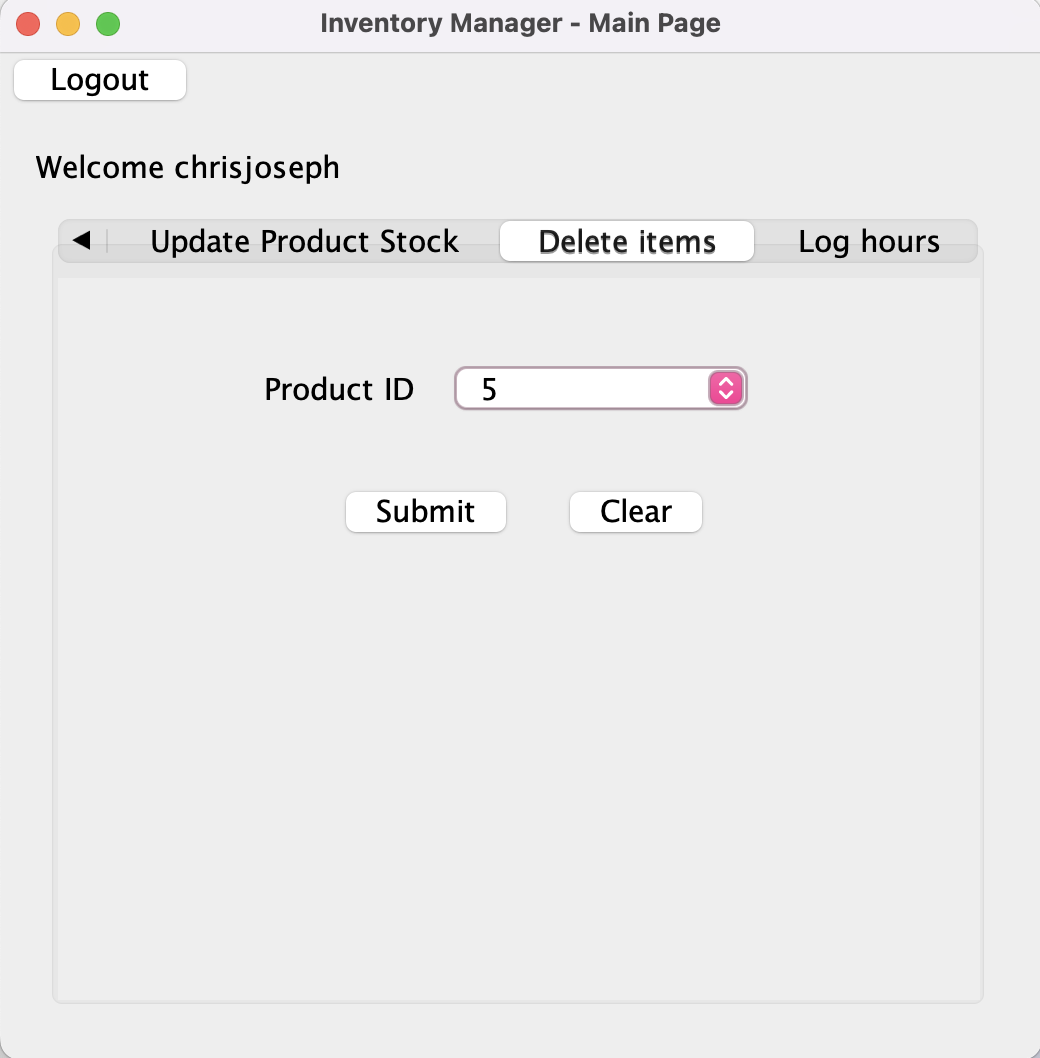 Inventory Manager - Main Page
Logout
Welcome chrisjoseph
Update Product Stock Delete items Log hours
Product ID 5
Submit Clear